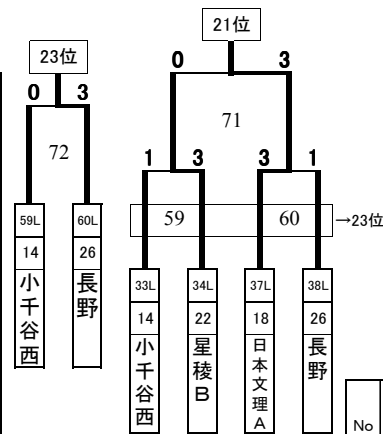 21位
23位
0 3
0 3
71
72
1 3 3 1
59 60 →23位
59L 60L
14 26
小千谷西
長野
33L 34L 37L 38L
14 22 18 26
小千谷西
星稜B
日本文理A
長野
No